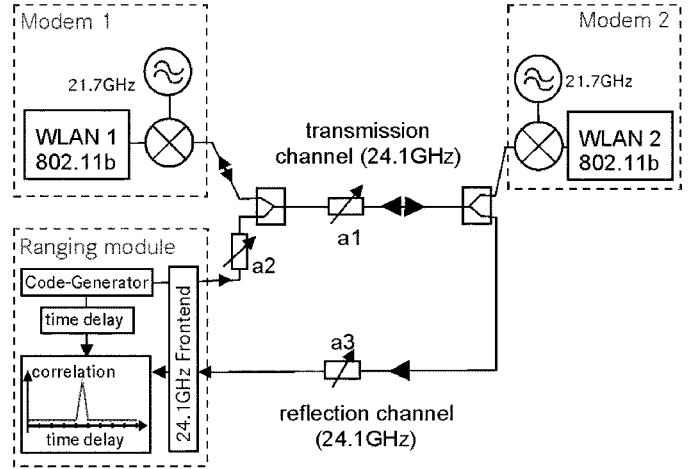 Modem 1
21.7GHz
WLAN 1
802.11b
transmission
channel (24.1GHz)
Modem 2
21.7GHz
WLAN 2
802.11b
a1
a2
Ranging module
Code-Generator
time delay
correlation
time delay
24.1GHz Frontend
a3
reflection channel
(24.1GHz)